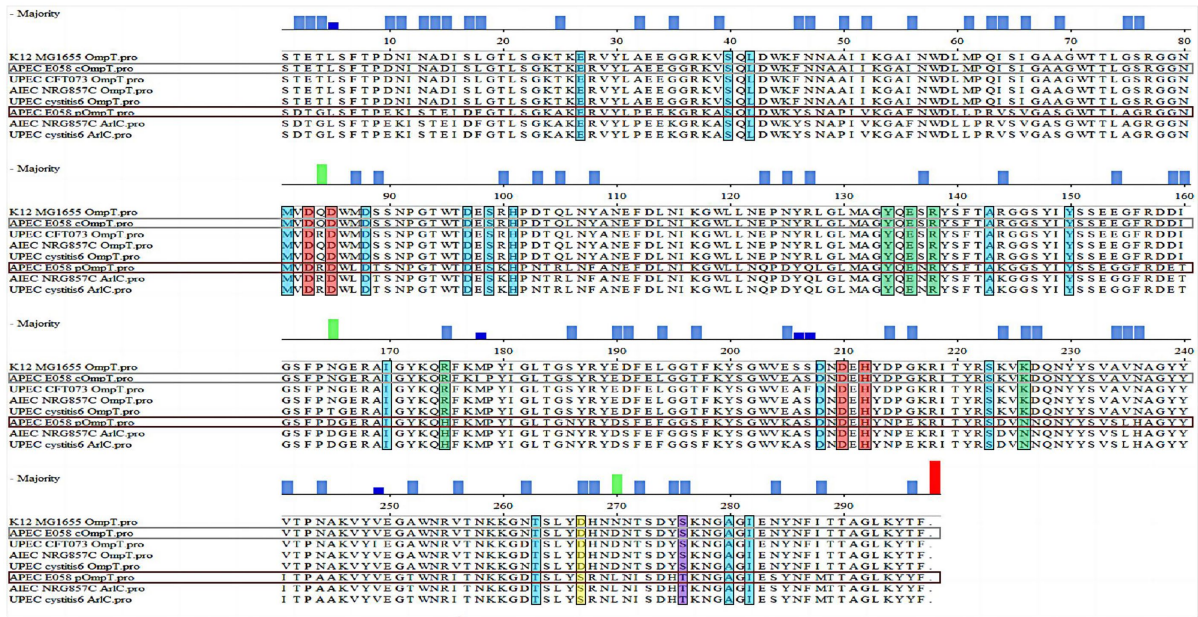 - Majority
10 20 30 40 50 60 70 80
K12 MG1655 OmpT.pro STETLSFTPDNINADISLGTLSGKTKERVYLAEEGGRKVSQLDWKFNNAAIIKGAINWDLMPQISIGAAGWTTLGSRGGN
APEC E058 cOmpT.pro STETLSFTPDNINADISLGTLSGKTKERVYLAEEGGRKVSQLDWKFNNAAIIKGAINWDLMPQISIGAAGWTTLGSRGGN
UPEC CFT073 OmpT.pro STETISFTPDNINADISLGTLSGKTKERVYLAEEGGRKVSQLDWKFNNAAIIKGAINWDLMPQISIGAAGWTTLGSRGGN
AIEC NRG857C OmpT.pro STETISFTPDNINADISLGTLSGKTKERVYLAEEGGRKVSQLDWKFNNAAIIKGAINWDLMPQISIGAAGWTTLGSRGGN
UPEC cystitis6 OmpT.pro STETISFTPDNINADISLGTLSGKTKERVYLAEEGGRKVSQLDWKFNNAAIIKGAINWDLMPQISIGAAGWTTLGSRGGN
APEC E058 pOmpT.pro SDTGLSFTPEKISTEIDFGTLSGKAKERVYLPEEKGRKASQLDWKYSNAPIVKGAFNWDLLPRVSVGASGWTTLAGRGGN
AIEC NRG857C ArlC.pro SDTGLSFTPEKISTEIDFGTLSGKAKERVYLPEEKGRKASQLDWKYSNAPIVKGAFNWDLLPRVSVGASGWTTLAGRGGN
UPEC cystitis6 ArlC.pro SDTGLSFTPEKISTEIDFGTLSGKAKERVYLPEEKGRKASQLDWKYSNAPIVKGAFNWDLLPRVSVGASGWTTLAGRGGN
- Majority
90 100 110 120 130 140 150 160
K12 MG1655 OmpT.pro MVDQDWMDSSNPGTWTDESRHPDTQLNYANEFDLNIKGWLLNEPNYRLGLMAGYQESRYSFTARGGSYIYSSEEGFRDDI
APEC E058 cOmpT.pro MVDQDWMDSSNPGTWTDESRHPDTQLNYANEFDLNIKGWLLNEPNYRLGLMAGYQESRYSFTARGGSYIYSSEEGFRDDI
UPEC CFT073 OmpT.pro MVDRDWMDSSNPGTWTDESRHPDTQLNYANEFDLNIKGWLLNEPNYRLGLMAGYQESRYSFTARGGSYIYSSEEGFRDDI
AIEC NRG857C OmpT.pro MVDQDWMDSSNPGTWTDESRHPDTQLNYANEFDLNIKGWLLNEPNYRLGLMAGYQESRYSFTARGGSYIYSSEEGFRDDI
UPEC cystitis6 OmpT.pro MVDQDWMDSSNPGTWTDESRHPDTQLNYANEFDLNIKGWLLNEPNYRLGLMAGYQESRYSFTARGGSYIYSSEEGFRDDI
APEC E058 pOmpT.pro MVDRDWLDTSNPGTWTDESKHPNTRLNFANEFDLNIKGWLLNQPDYQLGLMAGYQENRYSFTAKGGSYIYSSEGGFRDET
AIEC NRG857C ArlC.pro MVDRDWLDTSNPGTWTDESKHPNTRLNFANEFDLNIKGWLLNQPDYQLGLMAGYQENRYSFTAKGGSYIYSSEGGFRDET
UPEC cystitis6 ArlC.pro MVDRDWLDTSNPGTWTDESKHPNTRLNFANEFDLNIKGWLLNQPDYQLGLMAGYQENRYSFTAKGGSYIYSSEGGFRDET
- Majority
170 180 190 200 210 220 230 240
K12 MG1655 OmpT.pro GSFPNGERAIGYKQRFKMPYIGLTGSYRYEDFELGGTFKYSGWVESSDNDEHYDPGKRITYRSKVKDQNYYSVAVNAGYY
APEC E058 cOmpT.pro GSFPNGERAIGYKQRFKIPYIGLTGSYRYEDFELGGTFKYSGWVEASDNDEHYDPGKRITYRSKVKDQNYYSVAVNAGYY
UPEC CFT073 OmpT.pro GSFPNGERAIGYKQRFKMPYIGLTGSYRYEDFELGGTFKYSGWVEASDNDEHYDPGKRITYRSKVKDQNYYSVAVNAGYY
AIEC NRG857C OmpT.pro GSFPNGERAIGYKQRFKMPYIGLTGSYRYEDFELGGTFKYSGWVEASDNDEHYDPGKRITYRSKVKDQNYYSVAVNAGYY
UPEC cystitis6 OmpT.pro GSFPTGERAIGYKQRFKMPYIGLTGSYRYEDFELGGTFKYSGWVEASDNDEHYDPGKRITYRSKVKDQNYYSVAVNAGYY
APEC E058 pOmpT.pro GSFPDGERAIGYKQHFKMPYIGLTGNYRYDSFEFGGSFKYSGWVKASDNDEHYNPEKRITYRSDVNNQNYYSVSLHAGYY
AIEC NRG857C ArlC.pro GSFPDGERAIGYKQHFKMPYIGLTGNYRYDSFEFGGSFKYSGWVKASDNDEHYNPEKRITYRSDVNNQNYYSVSLHAGYY
UPEC cystitis6 ArlC.pro GSFPDGERAIGYKQHFKMPYIGLTGNYRYDSFEFGGSFKYSGWVKASDNDEHYNPEKRITYRSDVNNQNYYSVSLHAGYY
- Majority
250 260 270 280 290
K12 MG1655 OmpT.pro VTPNAKVYVEGAWNRVTNKKGNTSLYDHNNNTSDYSKNGAGIENYNFITTAGLKYTF.
APEC E058 cOmpT.pro VTPNAKVYVEGAWNRVTNKKGDTSLYDHNDNTSDYSKNGAGIENYNFITTAGLKYTF.
UPEC CFT073 OmpT.pro VTPNAKVYIEGAWNRVTNKKGNTSLYDHNDNTSDYSKNGAGIENYNFITTAGLKYTF.
AIEC NRG857C OmpT.pro VTPNAKVYVEGAWNRVTNKKGNTSLYDHNDNTSDYSKNGAGIENYNFITTAGLKYTF.
UPEC cystitis6 OmpT.pro VTPNAKVYVEGAWNRVTNKKGNTSLYDHNDNTSDYSKNGAGIENYNFITTAGLKYTF.
APEC E058 pOmpT.pro ITPAAKVYVEGTWNRITNKKGDTSLYSRNLNISDHTKNGAGIESYNFMTTAGLKYYF.
AIEC NRG857C ArlC.pro ITPAAKVYVEGTWNRITNKKGDTSLYSRNLNISDHTKNGAGIESYNFMTTAGLKYYF.
UPEC cystitis6 ArlC.pro ITPAAKVYVEGTWNRITNKKGDTSLYSRNLNISDHTKNGAGIESYNFMTTAGLKYYF.